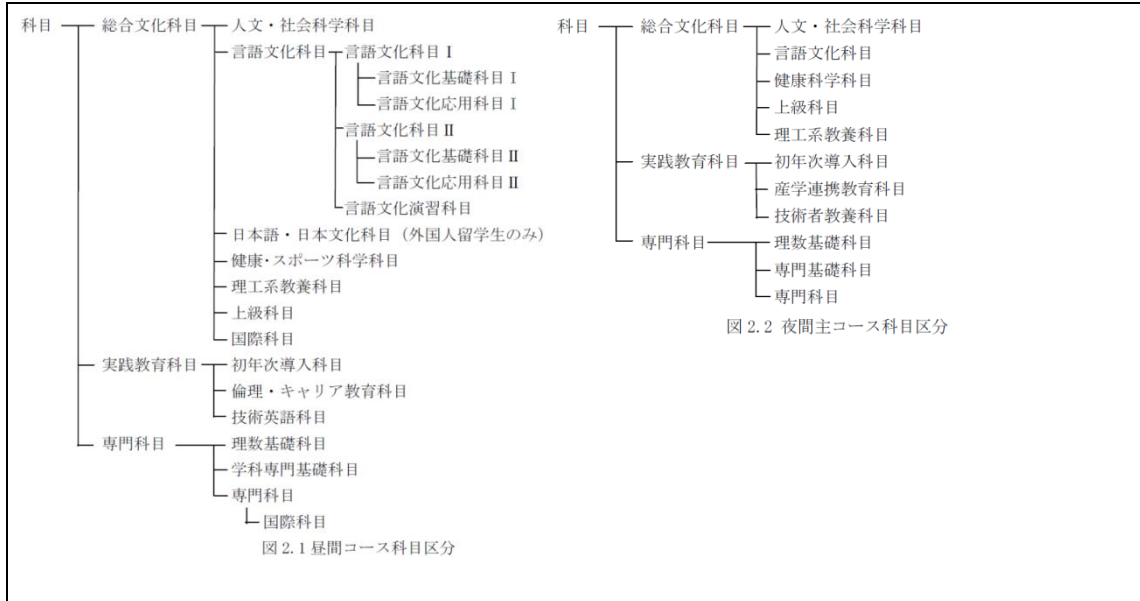 科目 総合文化科目 人文・社会科学科目
言語文化科目 言語文化科目Ⅰ
言語文化基礎科目Ⅰ
言語文化応用科目Ⅰ
言語文化科目Ⅱ
言語文化基礎科目Ⅱ
言語文化応用科目Ⅱ
言語文化演習科目
日本語・日本文化科目（外国人留学生のみ）
健康・スポーツ科学科目
理工系教養科目
上級科目
国際科目
実践教育科目 初年次導入科目
倫理・キャリア教育科目
技術英語科目
専門科目 理数基礎科目
学科専門基礎科目
専門科目
国際科目
図2.1昼間コース科目区分
科目 総合文化科目 人文・社会科学科目
言語文化科目
健康科学科目
上級科目
理工系教養科目
実践教育科目 初年次導入科目
産学連携教育科目
技術者教養科目
専門科目 理数基礎科目
専門基礎科目
専門科目
図2.2 夜間主コース科目区分